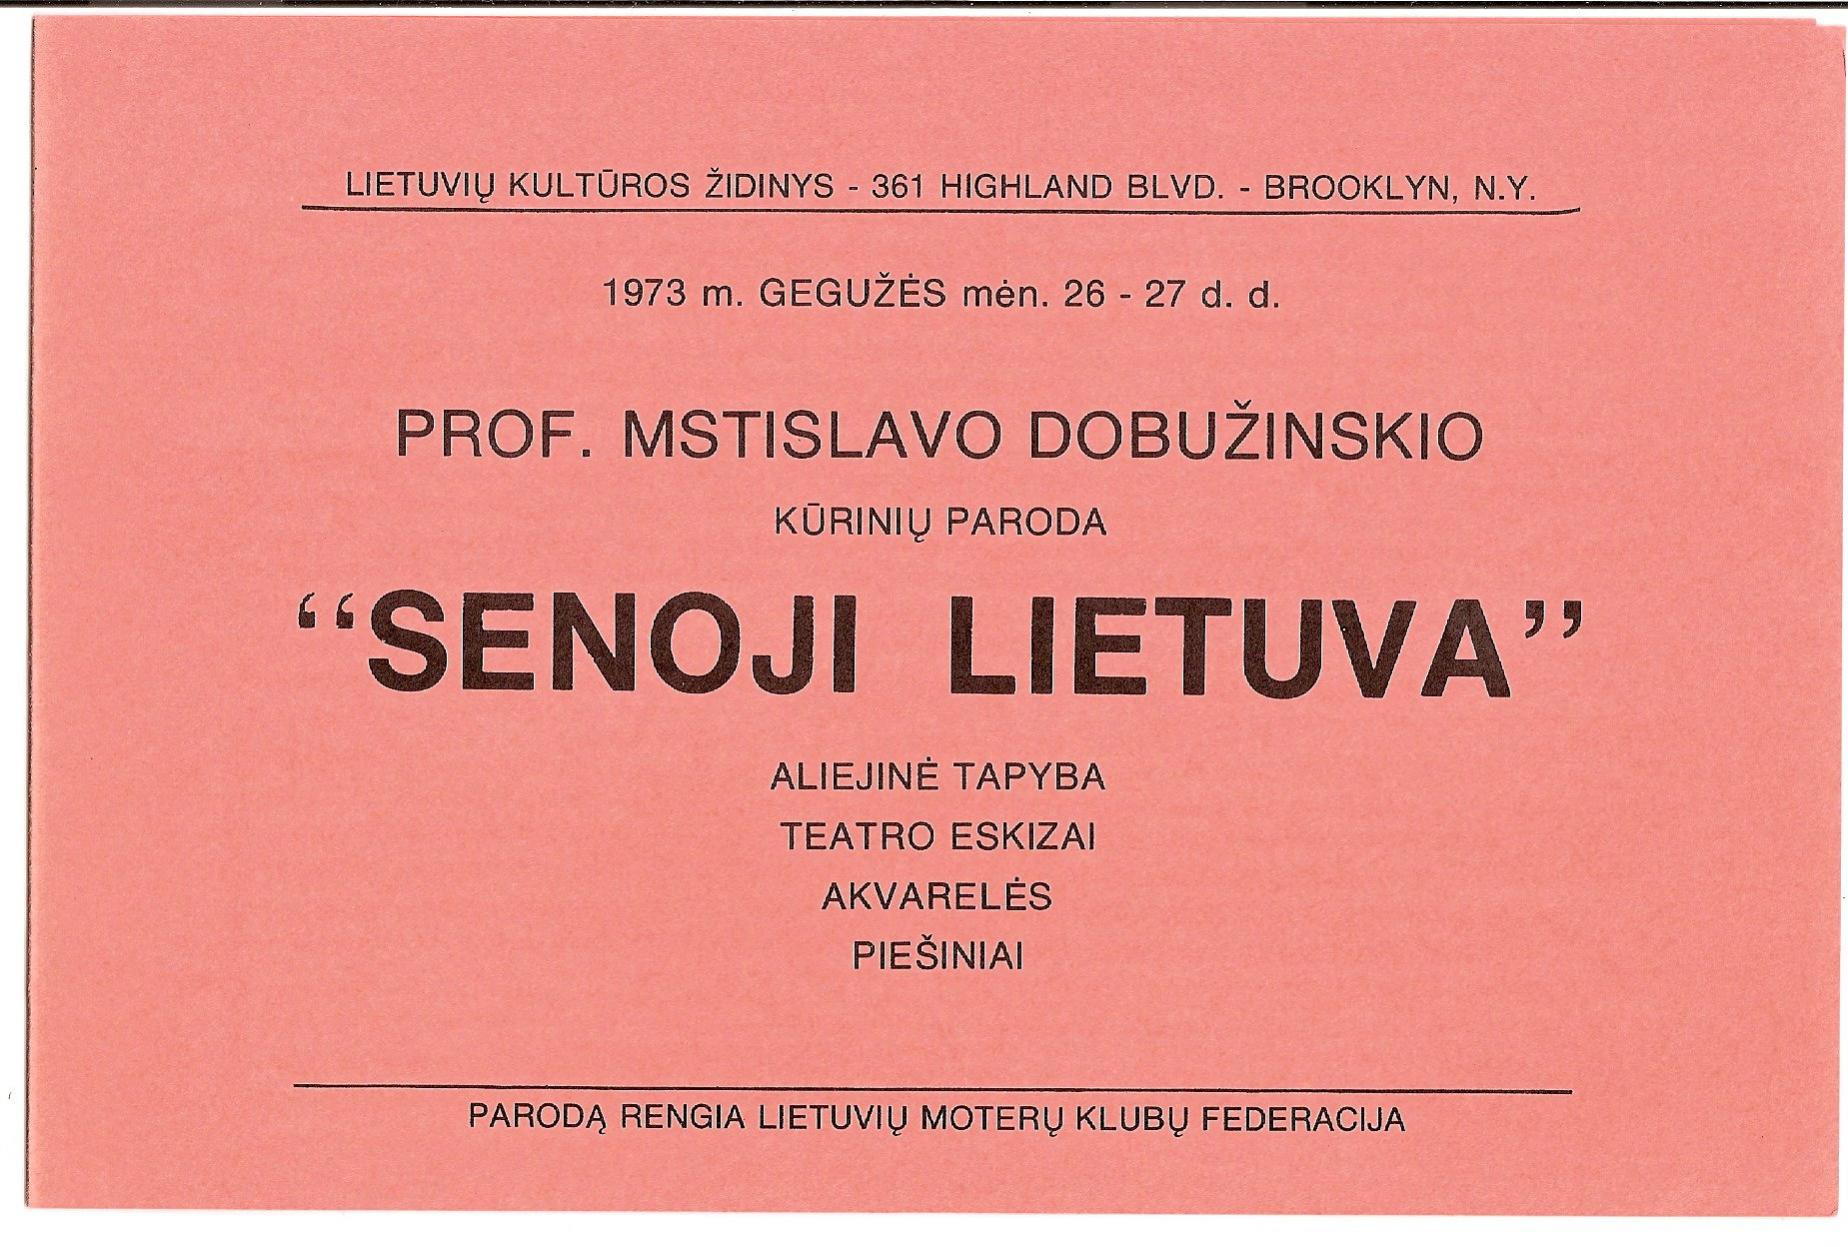 LIETUVIŲ KULTŪROS ŽIDINYS - 361 HIGHLAND BLVD. - BROOKLYN, N.Y.
1973 m. GEGUŽĖS mėn. 26 - 27 d. d.
PROF. MSTISLAVO DOBUŽINSKIO
KŪRINIŲ PARODA
“SENOJI LIETUVA”
ALIEJINĖ TAPYBA
TEATRO ESKIZAI
AKVARELĖS
PIEŠINIAI
PARODĄ RENGIA LIETUVIŲ MOTERŲ KLUBŲ FEDERACIJA